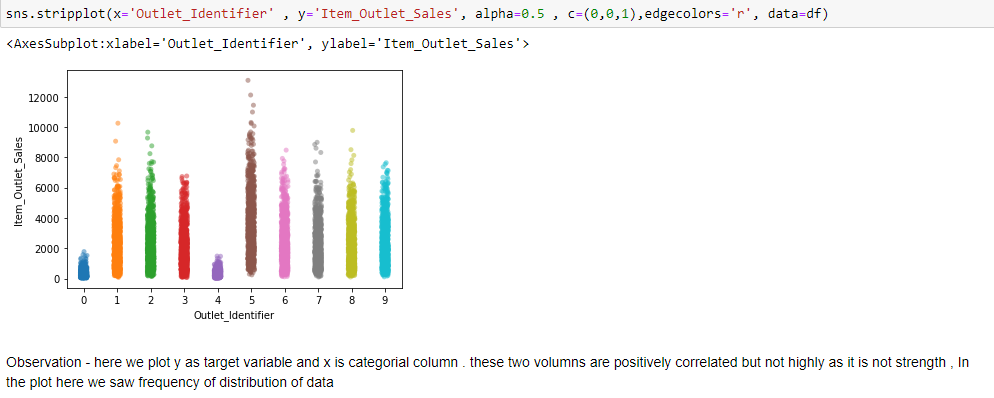 sns.stripplot(x='Outlet_Identifier' , y='Item_Outlet_Sales', alpha=0.5 , c=(0,0,1),edgecolors='r', data=df)
<AxesSubplot:xlabel='Outlet_Identifier', ylabel='Item_Outlet_Sales'>
12000
10000
8000
6000
4000
2000
0
Item_Outlet_Sales
0 1 2 3 4 5 6 7 8 9
Outlet_Identifier
Observation - here we plot y as target variable and x is categorial column . these two volumns are positively correlated but not highly as it is not strength , In
the plot here we saw frequency of distribution of data